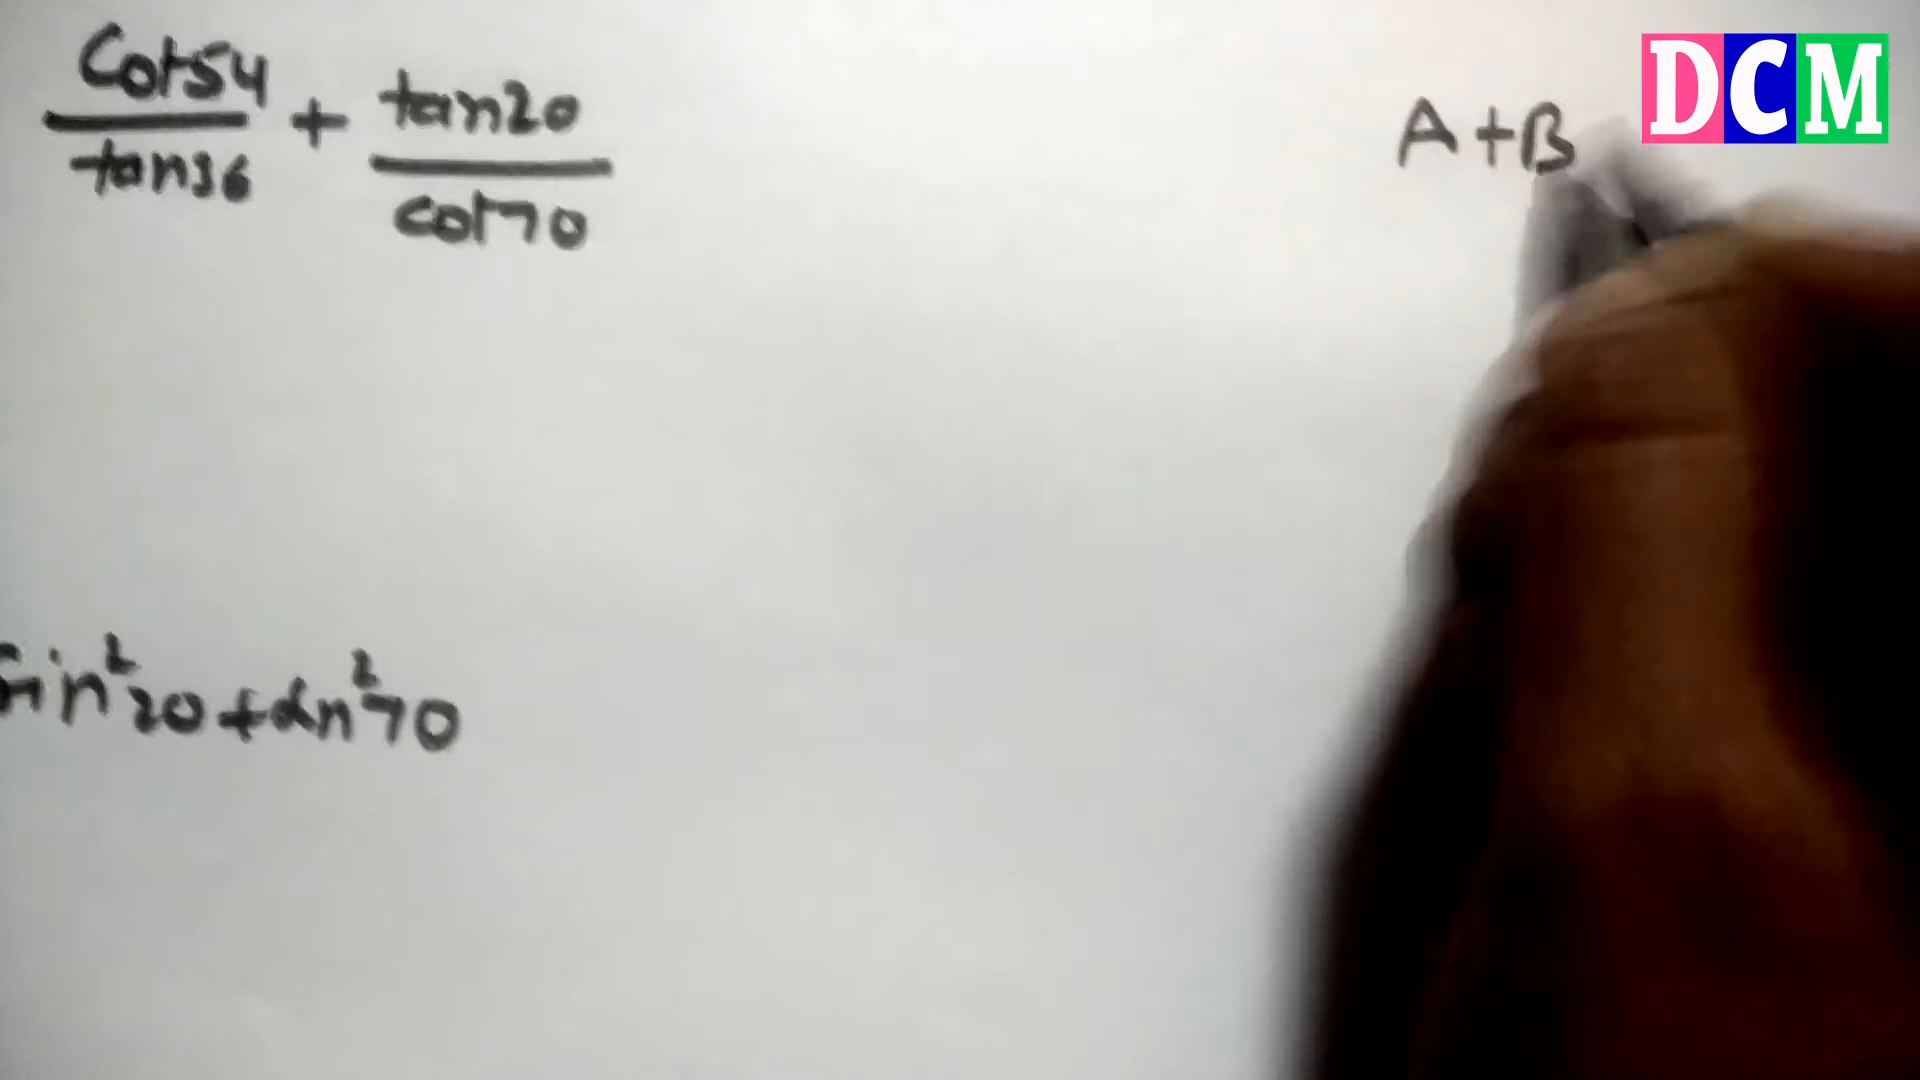 Cot54 / tan36 + tan20 / cot70
A+B
DCM
Sin²20+sin²70